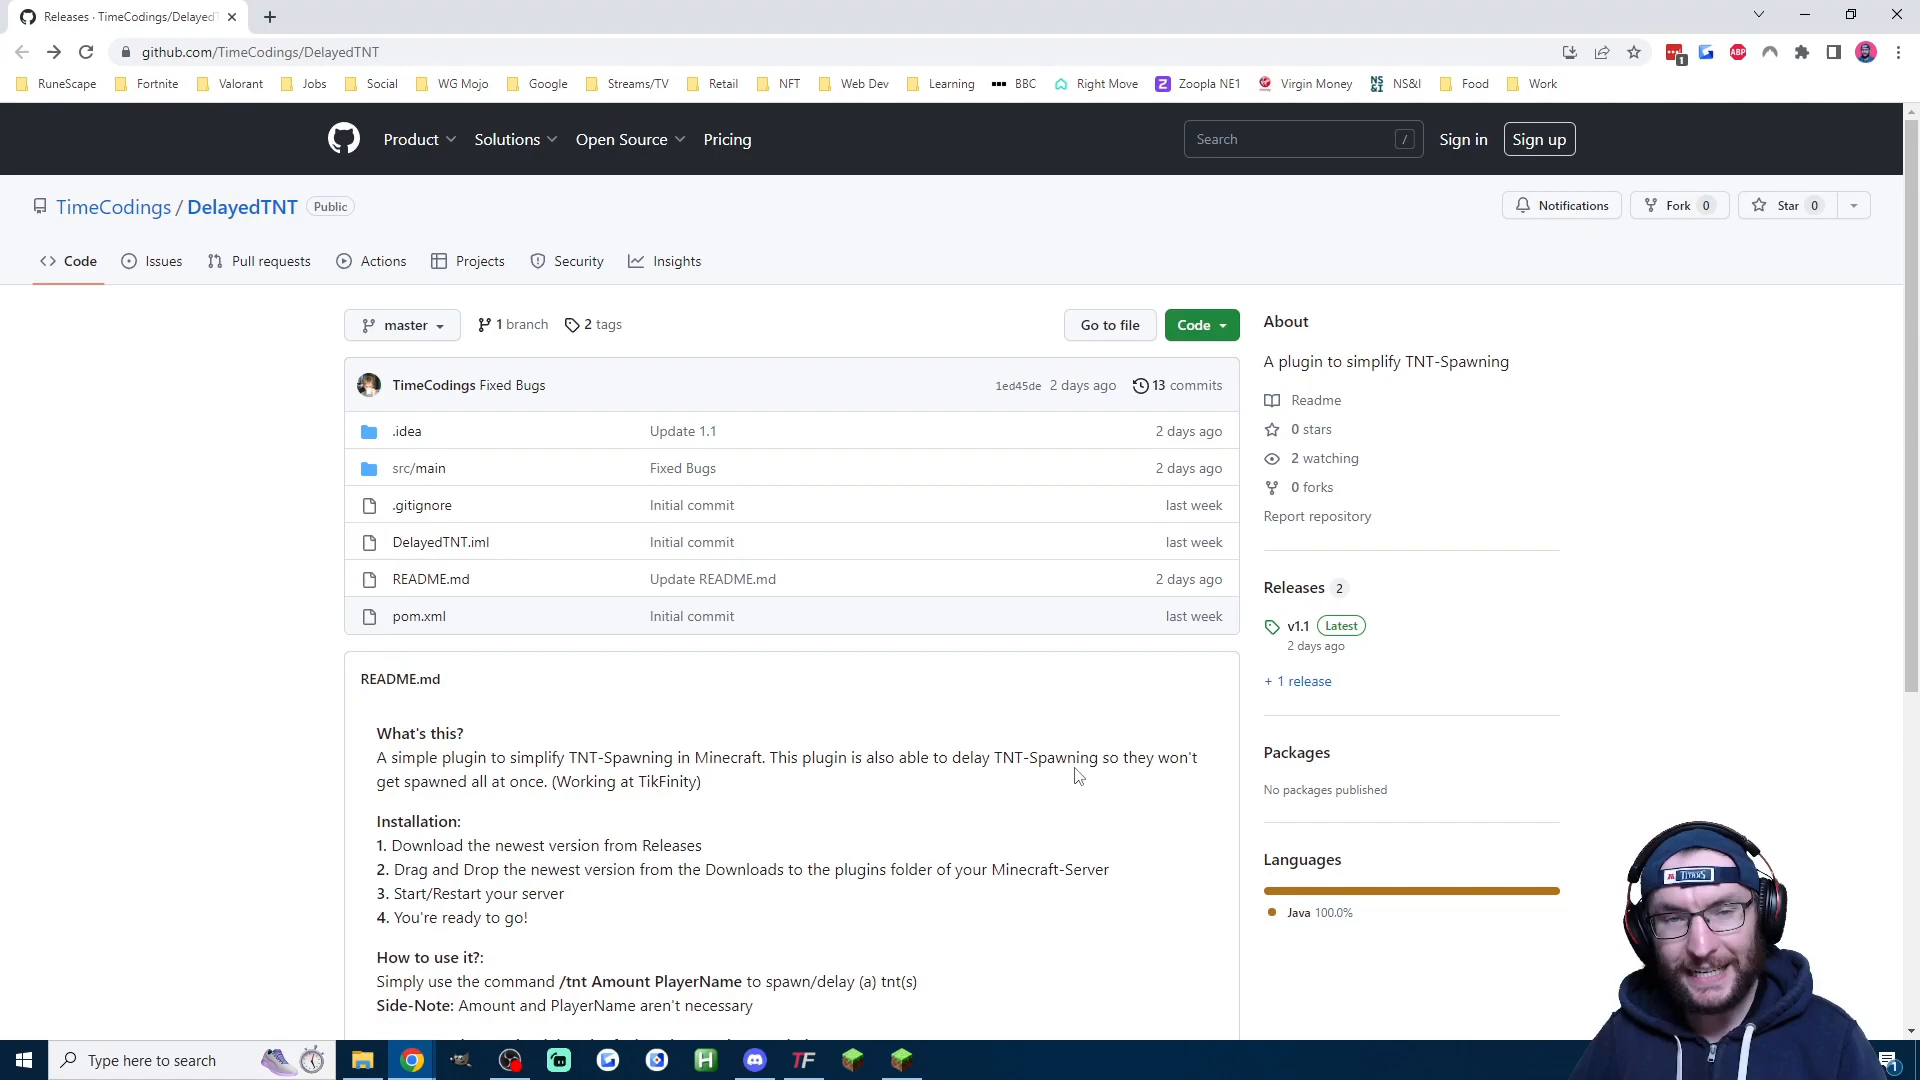 Releases · TimeCodings/Delayed
github.com/TimeCodings/DelayedTNT
ABP
1
RuneScape
Fortnite
Valorant
Jobs
Social
WG Mojo
Google
Streams/TV
Retail
NFT
Web Dev
Learning
BBC
Right Move
Z
Zoopla NE1
Virgin Money
NS&I
NS&I
Food
Work
Product
Solutions
Open Source
Pricing
Search /
Sign in
Sign up
TimeCodings / DelayedTNT Public
Notifications
Fork 0
Star 0
Code
Issues
Pull requests
Actions
Projects
Security
Insights
master
1 branch
2 tags
Go to file
Code
TimeCodings Fixed Bugs 1ed45de 2 days ago 13 commits
.idea Update 1.1 2 days ago
src/main Fixed Bugs 2 days ago
.gitignore Initial commit last week
DelayedTNT.iml Initial commit last week
README.md Update README.md 2 days ago
pom.xml Initial commit last week
README.md
What's this?
A simple plugin to simplify TNT-Spawning in Minecraft. This plugin is also able to delay TNT-Spawning so they won't
get spawned all at once. (Working at TikFinity)
Installation:
1. Download the newest version from Releases
2. Drag and Drop the newest version from the Downloads to the plugins folder of your Minecraft-Server
3. Start/Restart your server
4. You're ready to go!
How to use it?:
Simply use the command /tnt Amount PlayerName to spawn/delay (a) tnt(s)
Side-Note: Amount and PlayerName aren't necessary
About
A plugin to simplify TNT-Spawning
Readme
0 stars
2 watching
0 forks
Report repository
Releases 2
v1.1 Latest
2 days ago
+ 1 release
Packages
No packages published
Languages
Java 100.0%
TITANS
Type here to search
H
TF
1